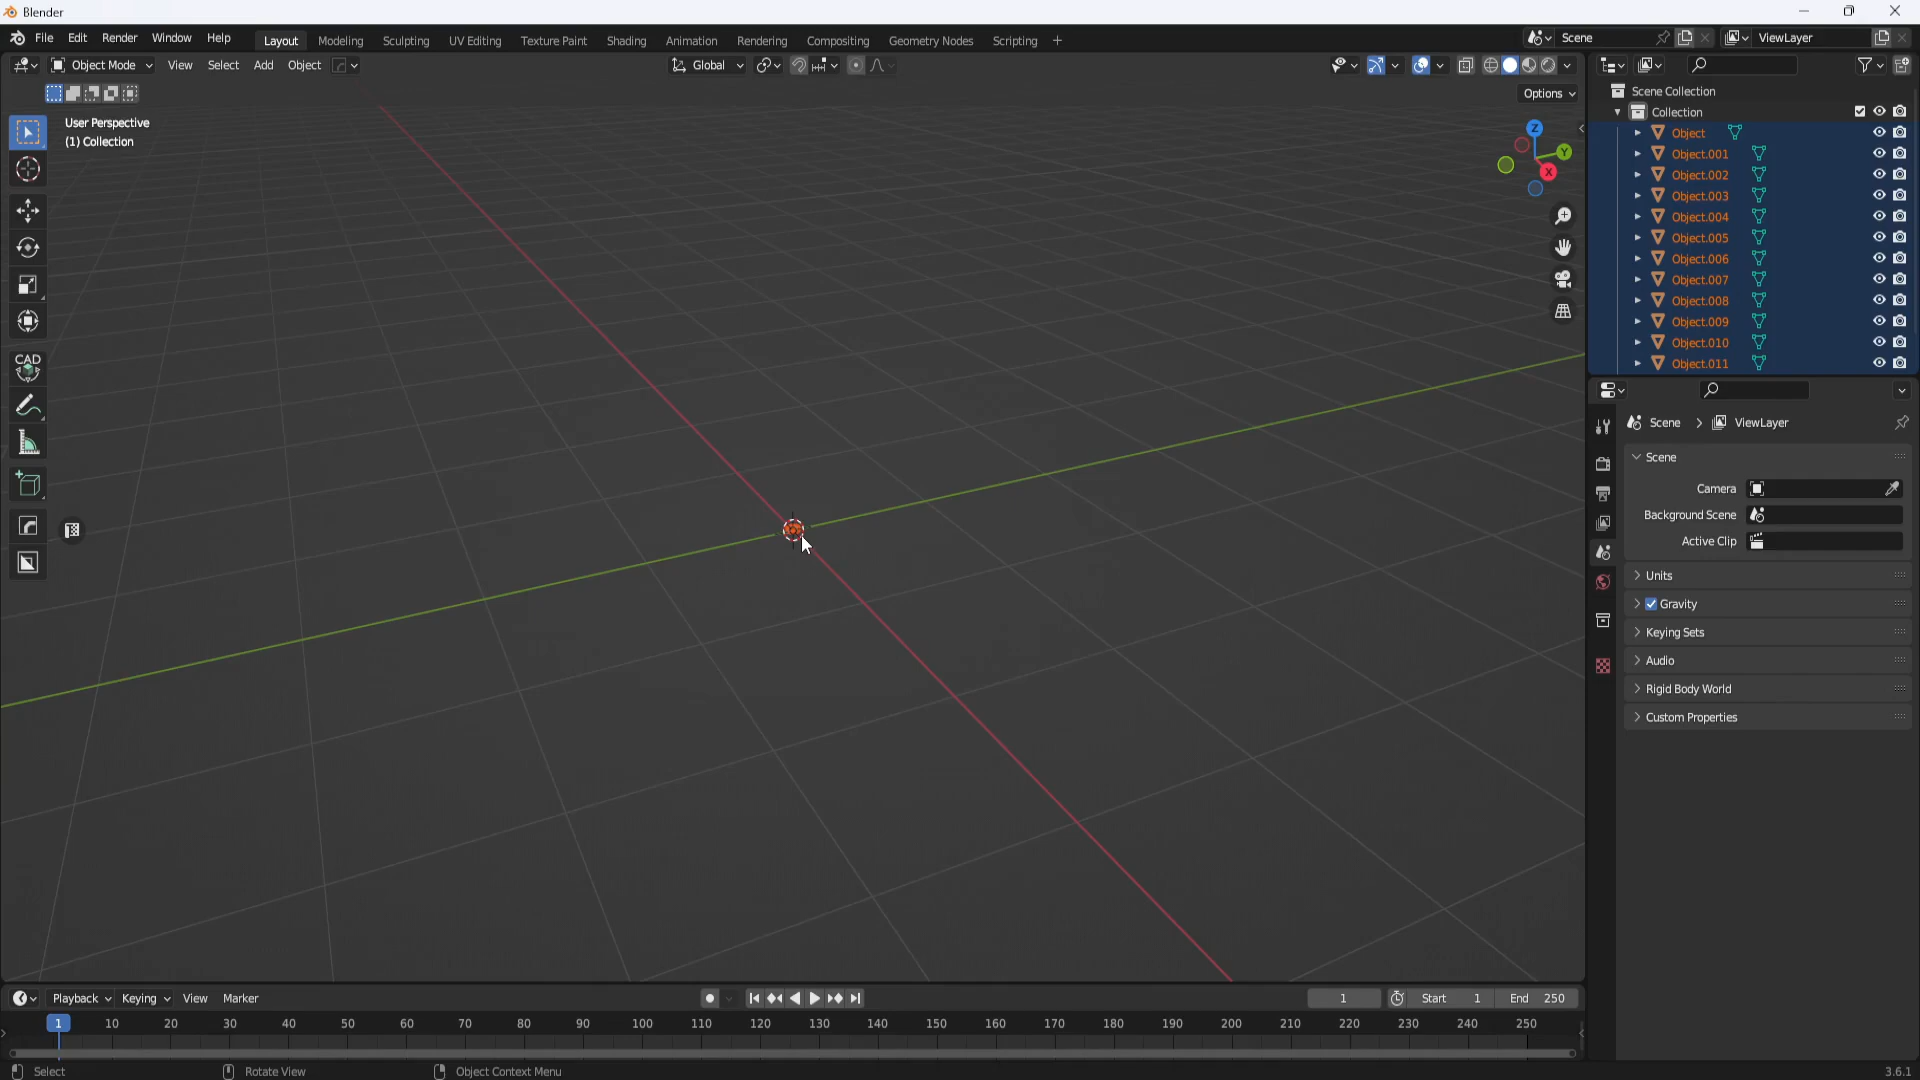 Blender
File Edit Render Window Help Layout Modeling Sculpting UV Editing Texture Paint Shading Animation Rendering Compositing Geometry Nodes Scripting + Scene ViewLayer
Object Mode View Select Add Object Global
Options
User Perspective
(1) Collection
Z
Y
X
CAD
Scene Collection
Collection
Object
Object.001
Object.002
Object.003
Object.004
Object.005
Object.006
Object.007
Object.008
Object.009
Object.010
Object.011
Scene > ViewLayer
Scene
Camera
Background Scene
Active Clip
Units
Gravity
Keying Sets
Audio
Rigid Body World
Custom Properties
Playback Keying View Marker 1 Start 1 End 250
1 10 20 30 40 50 60 70 80 90 100 110 120 130 140 150 160 170 180 190 200 210 220 230 240 250
Select Rotate View Object Context Menu 3.6.1